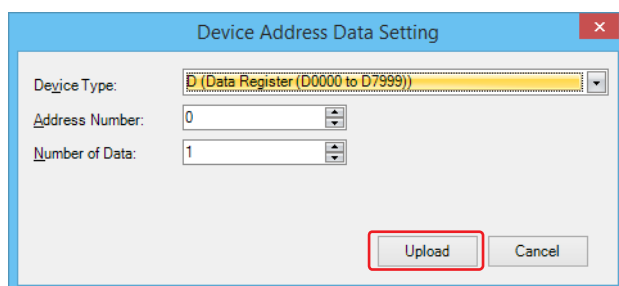 Device Address Data Setting
×
Device Type: D (Data Register (D0000 to D7999))
Address Number: 0
Number of Data: 1
Upload Cancel